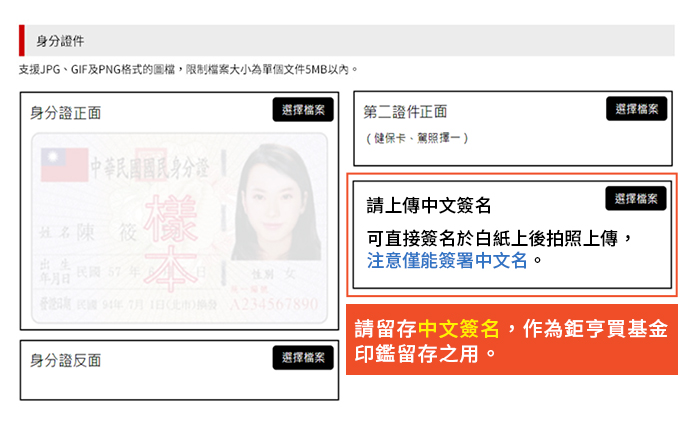 身分證件
支援JPG、GIF及PNG格式的圖檔，限制檔案大小為單個文件5MB以內。
身分證正面
選擇檔案
中華民國國民身分證
樣本
姓名 陳 筱
出生年月日 民國 57 年
性別 女
統一編號
發證日期 民國 94年 7月 1日(北市)換發
A234567890
身分證反面
選擇檔案
第二證件正面
選擇檔案
(健保卡、駕照擇一)
請上傳中文簽名
選擇檔案
可直接簽名於白紙上後拍照上傳，
注意僅能簽署中文名。
請留存中文簽名，作為鉅亨買基金
印鑑留存之用。